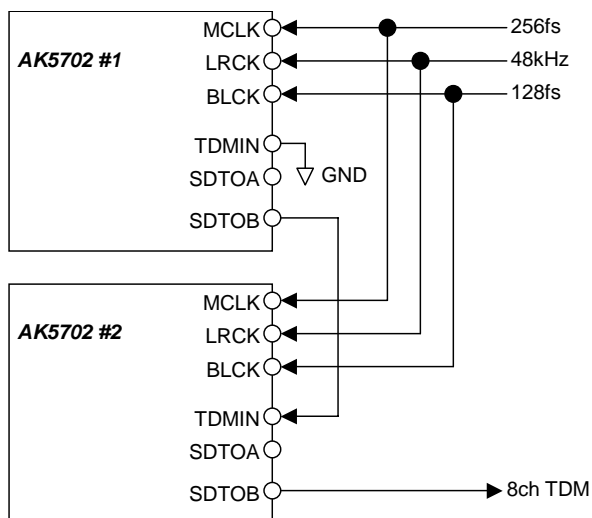 MCLK 256fs
AK5702 #1 LRCK 48kHz
BLCK 128fs
TDMIN
GND
SDTOA
SDTOB
MCLK
AK5702 #2 LRCK
BLCK
TDMIN
SDTOA
SDTOB 8ch TDM